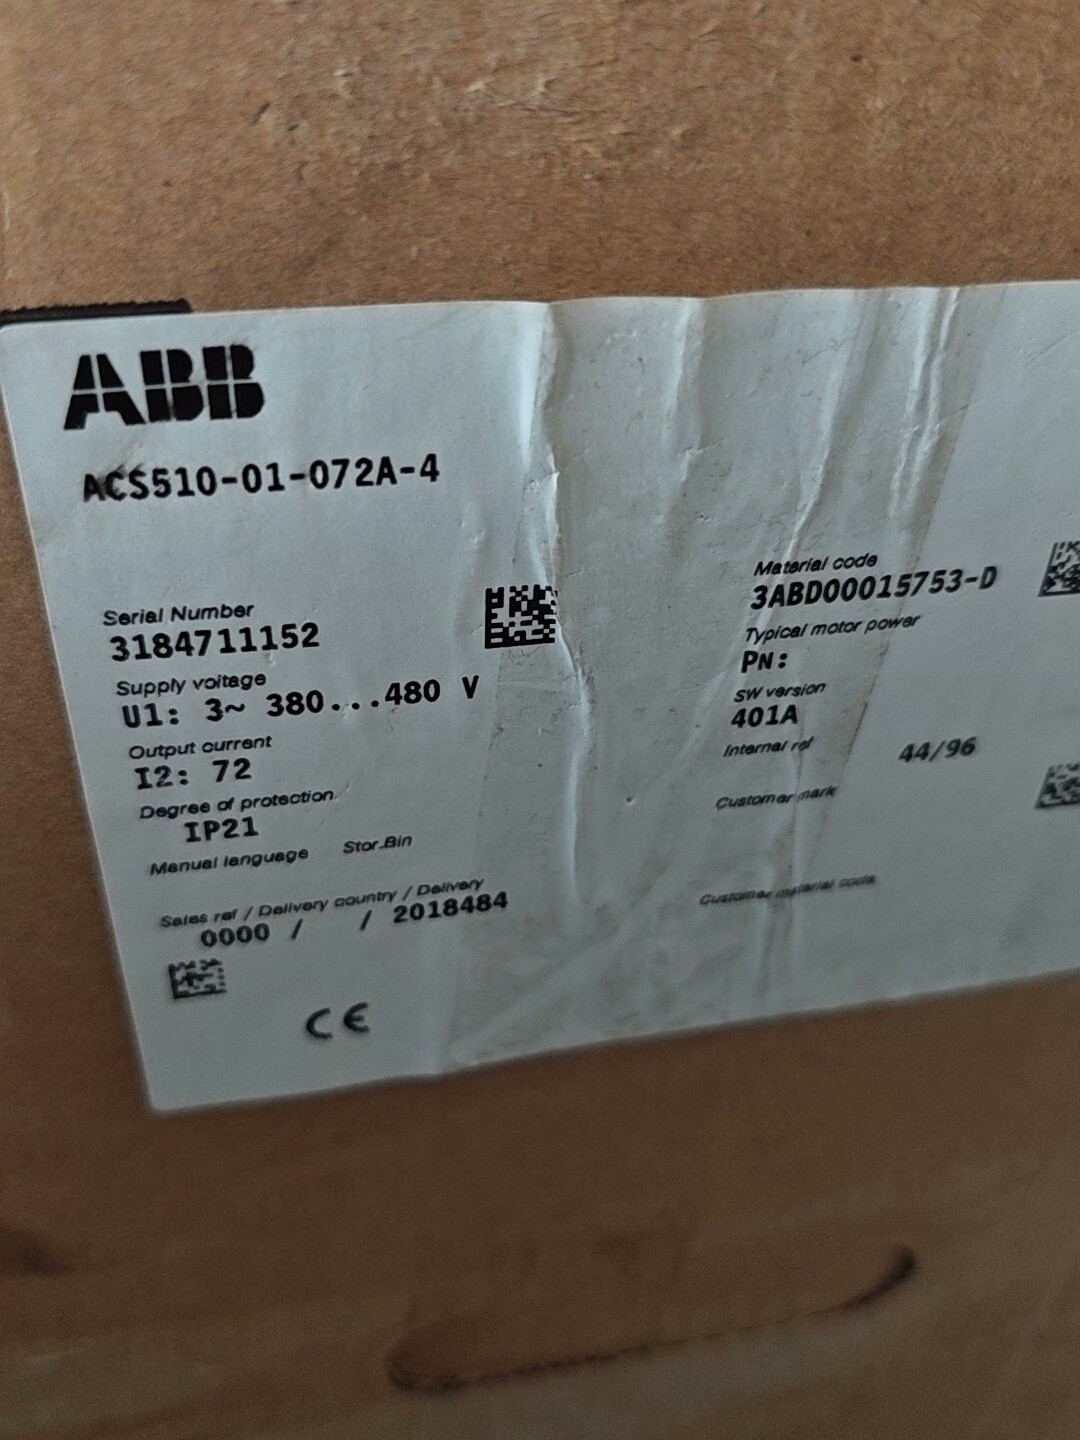 ABB
ACS510-01-072A-4
Serial Number
3184711152
Supply voltage
U1: 3~ 380...480 V
Output current
I2: 72
Degree of protection
IP21
Manual language Stor.Bin
Sales ref / Delivery country / Delivery
0000 / / 2018484
CE
Material code
3ABD00015753-D
Typical motor power
PN:
SW version
401A
Internal ref 44/96
Customer mark
Customer material code